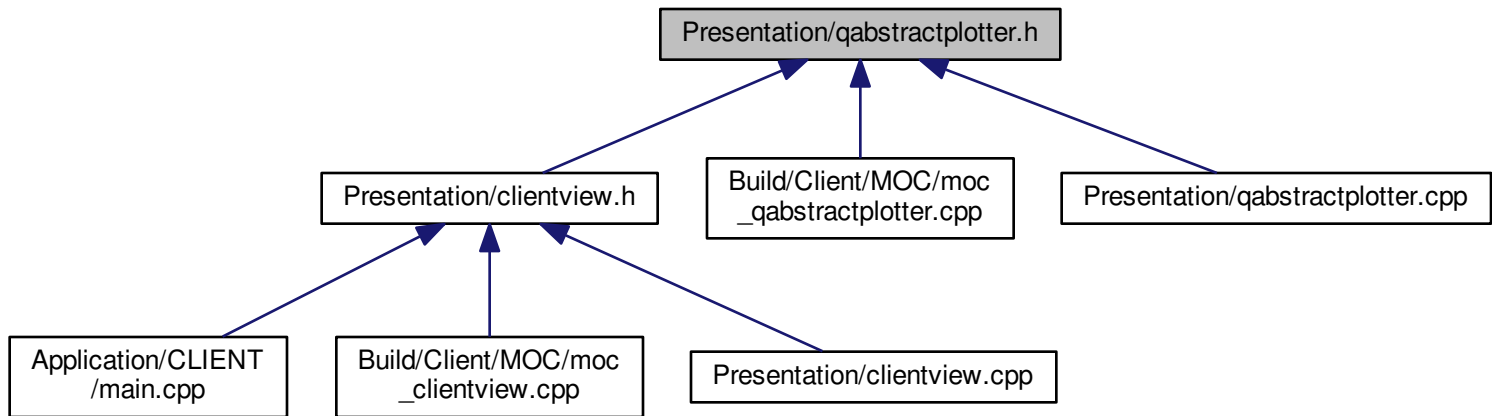 Presentation/qabstractplotter.h
Presentation/clientview.h
Build/Client/MOC/moc
_qabstractplotter.cpp
Presentation/qabstractplotter.cpp
Application/CLIENT
/main.cpp
Build/Client/MOC/moc
_clientview.cpp
Presentation/clientview.cpp